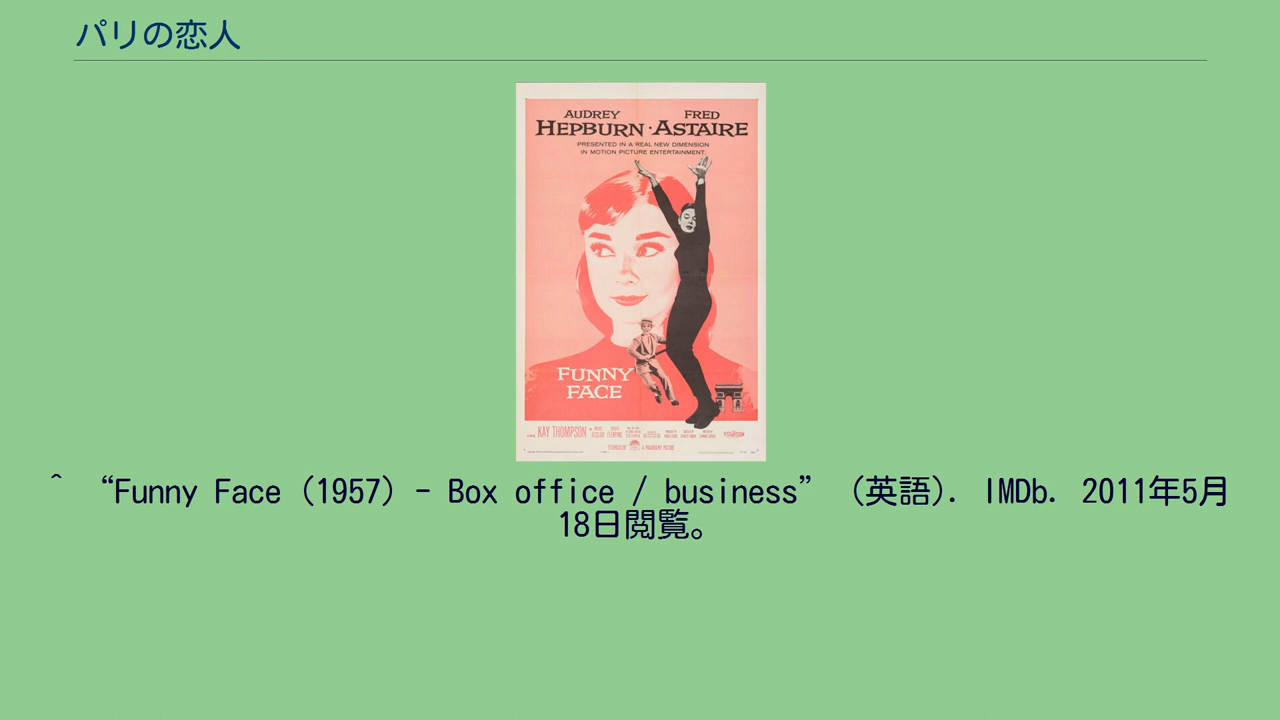 パリの恋人
AUDREY FRED
HEPBURN · ASTAIRE
PRESENTED IN A REAL NEW DIMENSION
IN MOTION PICTURE ENTERTAINMENT.
FUNNY
FACE
KAY THOMPSON
^ “Funny Face (1957) - Box office / business” (英語). IMDb. 2011年5月
18日閲覧。